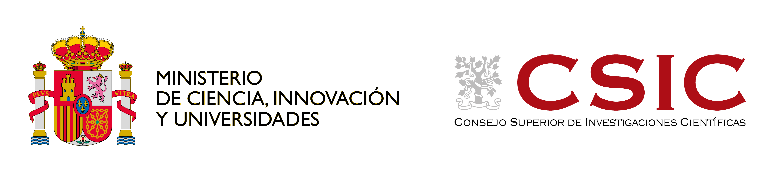 MINISTERIO
DE CIENCIA, INNOVACIÓN
Y UNIVERSIDADES
CSIC
CONSEJO SUPERIOR DE INVESTIGACIONES CIENTÍFICAS